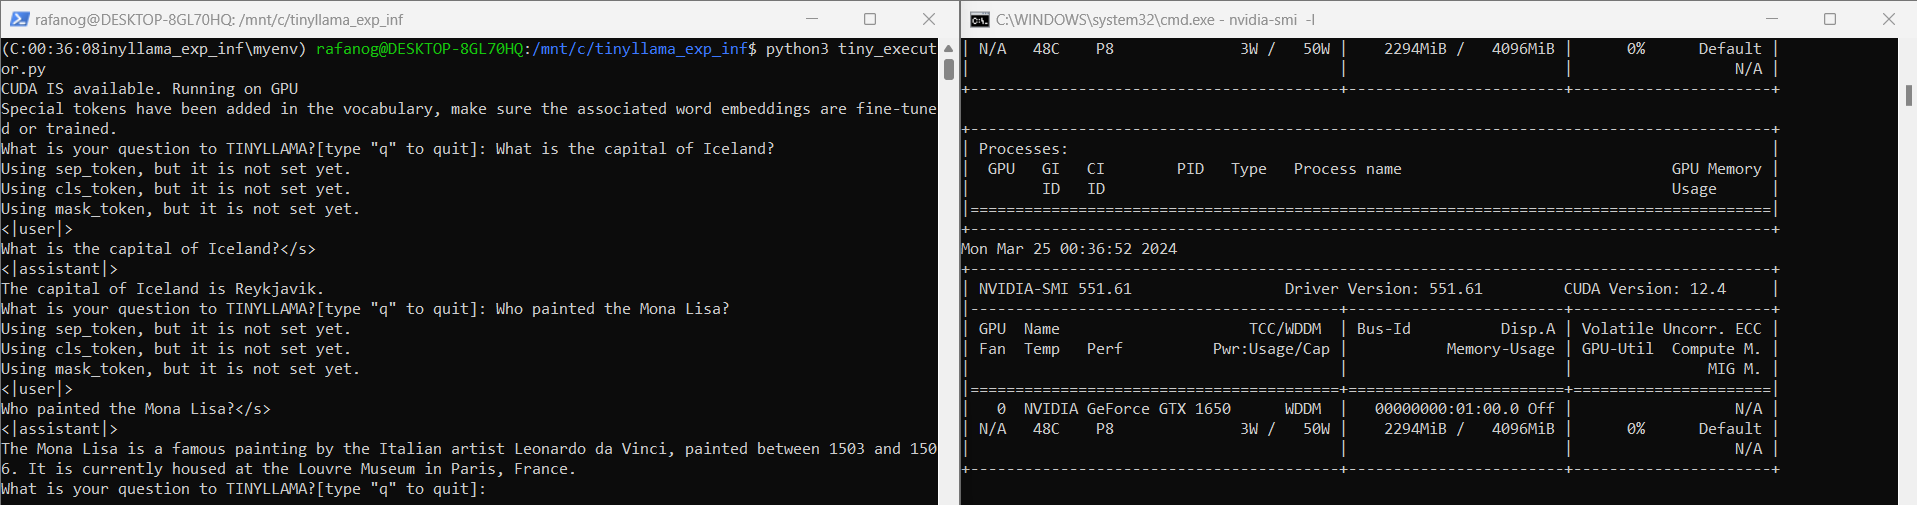 rafanog@DESKTOP-8GL70HQ: /mnt/c/tinyllama_exp_inf
(C:00:36:08inyllama_exp_inf\myenv) rafanog@DESKTOP-8GL70HQ:/mnt/c/tinyllama_exp_inf$ python3 tiny_execut
or.py
CUDA IS available. Running on GPU
Special tokens have been added in the vocabulary, make sure the associated word embeddings are fine-tune
d or trained.
What is your question to TINYLLAMA?[type "q" to quit]: What is the capital of Iceland?
Using sep_token, but it is not set yet.
Using cls_token, but it is not set yet.
Using mask_token, but it is not set yet.
<|user|>
What is the capital of Iceland?</s>
<|assistant|>
The capital of Iceland is Reykjavik.
What is your question to TINYLLAMA?[type "q" to quit]: Who painted the Mona Lisa?
Using sep_token, but it is not set yet.
Using cls_token, but it is not set yet.
Using mask_token, but it is not set yet.
<|user|>
Who painted the Mona Lisa?</s>
<|assistant|>
The Mona Lisa is a famous painting by the Italian artist Leonardo da Vinci, painted between 1503 and 150
6. It is currently housed at the Louvre Museum in Paris, France.
What is your question to TINYLLAMA?[type "q" to quit]:
C:\WINDOWS\system32\cmd.exe - nvidia-smi -l
| N/A   48C    P8              3W /   50W |    2294MiB /   4096MiB |      0%      Default |
|                                         |                        |                  N/A |
+-----------------------------------------+------------------------+----------------------+
+-----------------------------------------------------------------------------------------+
| Processes:                                                                              |
|  GPU   GI   CI        PID   Type   Process name                              GPU Memory |
|        ID   ID                                                               Usage      |
|=========================================================================================|
+-----------------------------------------------------------------------------------------+
Mon Mar 25 00:36:52 2024
+-----------------------------------------------------------------------------------------+
| NVIDIA-SMI 551.61                 Driver Version: 551.61         CUDA Version: 12.4     |
|-----------------------------------------+------------------------+----------------------+
| GPU  Name                     TCC/WDDM  | Bus-Id          Disp.A | Volatile Uncorr. ECC |
| Fan  Temp   Perf          Pwr:Usage/Cap |           Memory-Usage | GPU-Util  Compute M. |
|                                         |                        |               MIG M. |
|=========================================+========================+======================|
|   0  NVIDIA GeForce GTX 1650      WDDM  |   00000000:01:00.0 Off |                  N/A |
| N/A   48C    P8              3W /   50W |    2294MiB /   4096MiB |      0%      Default |
|                                         |                        |                  N/A |
+-----------------------------------------+------------------------+----------------------+